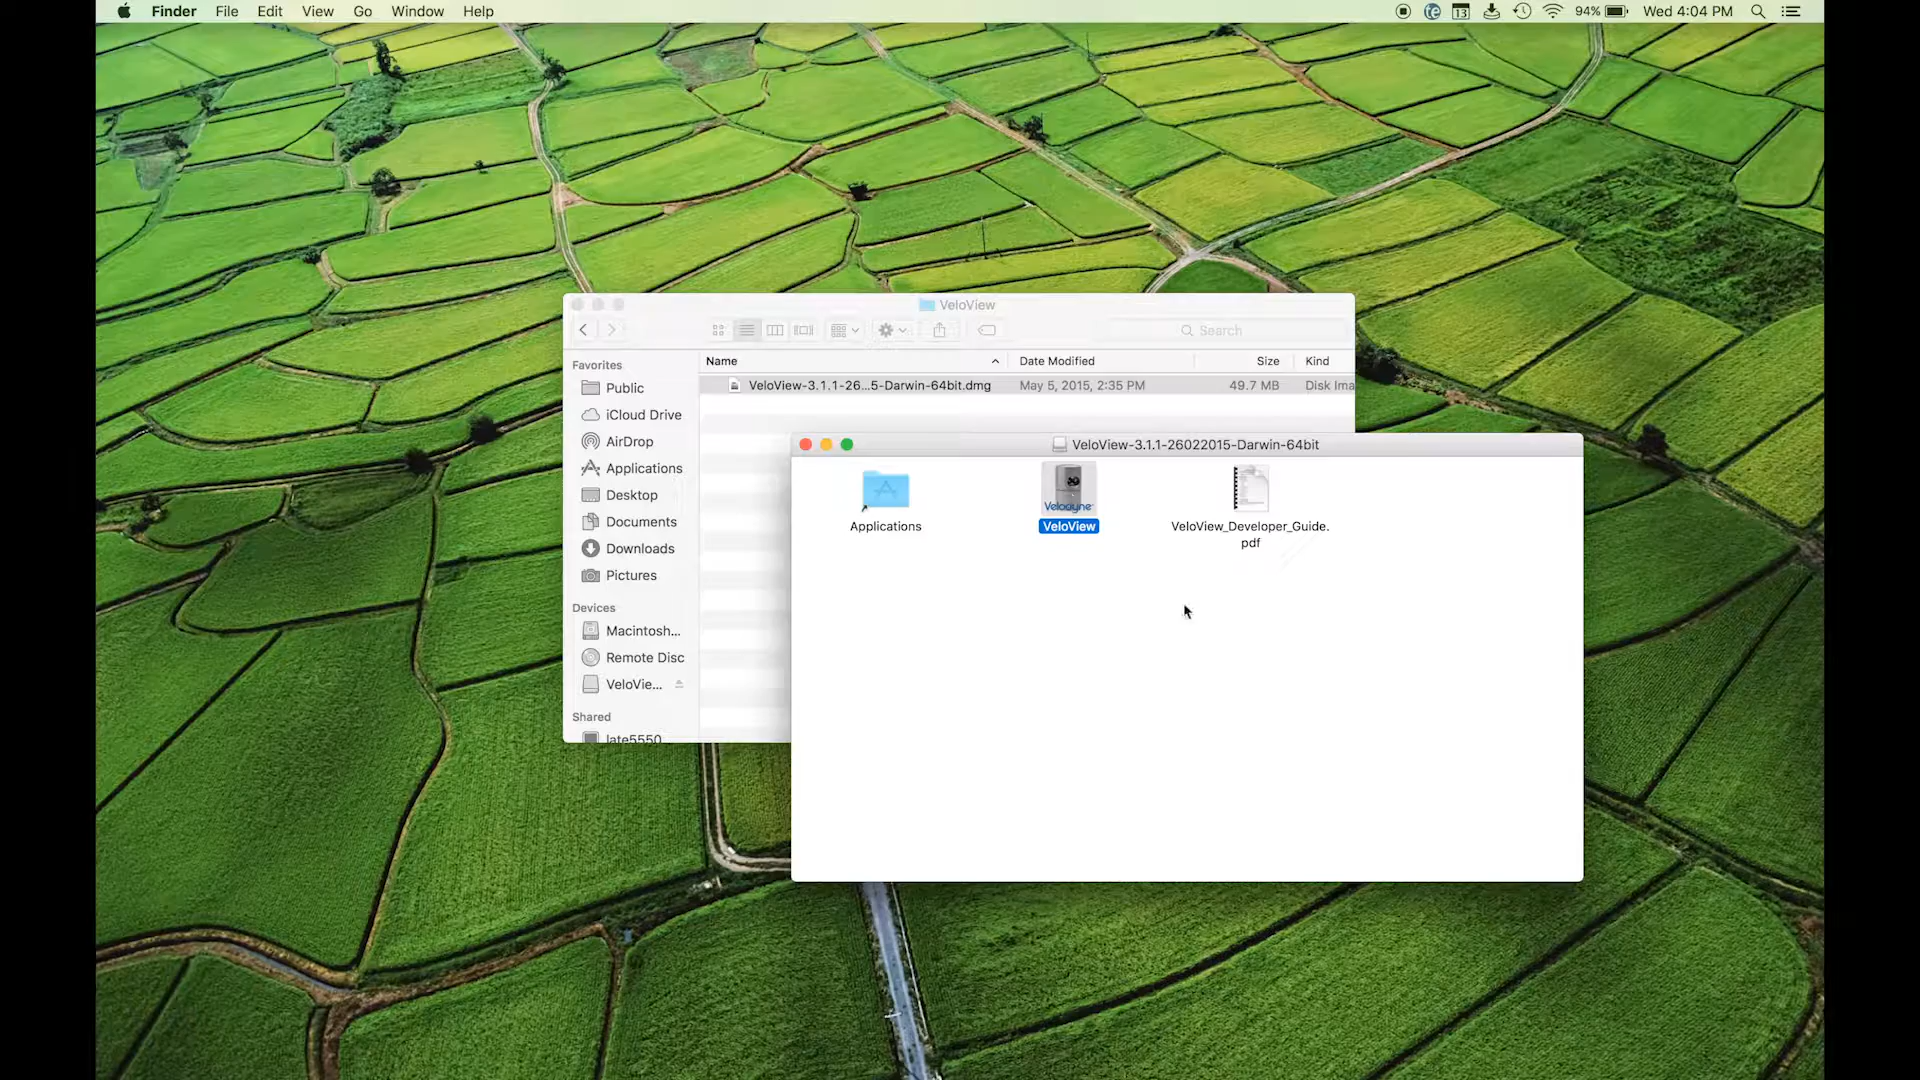 Finder File Edit View Go Window Help
13 94% Wed 4:04 PM
VeloView
Search
Favorites
Public
iCloud Drive
AirDrop
Applications
Desktop
Documents
Downloads
Pictures
Devices
Macintosh...
Remote Disc
VeloVie...
Shared
late5550
Name Date Modified Size Kind
VeloView-3.1.1-26...5-Darwin-64bit.dmg May 5, 2015, 2:35 PM 49.7 MB Disk Ima
VeloView-3.1.1-26022015-Darwin-64bit
Applications
Velodyne
VeloView
VeloView_Developer_Guide.
pdf